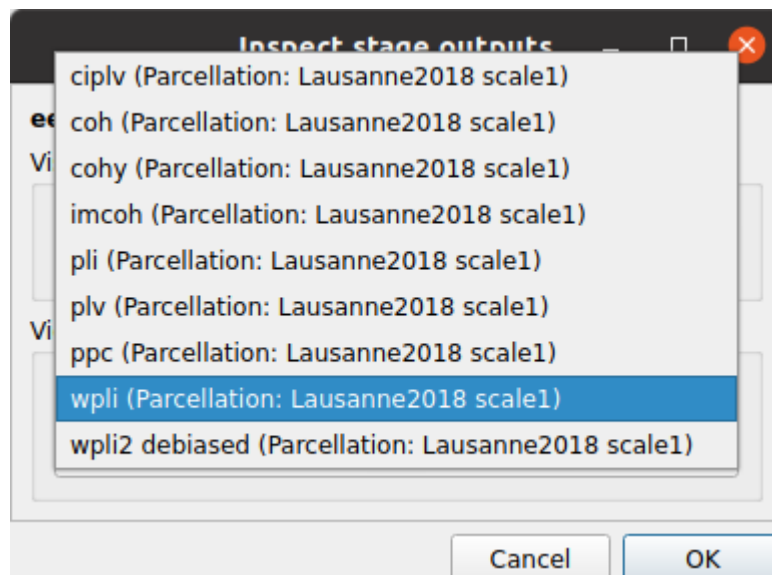 Inspect stage outputs
ciplv (Parcellation: Lausanne2018 scale1)
coh (Parcellation: Lausanne2018 scale1)
cohy (Parcellation: Lausanne2018 scale1)
imcoh (Parcellation: Lausanne2018 scale1)
pli (Parcellation: Lausanne2018 scale1)
plv (Parcellation: Lausanne2018 scale1)
ppc (Parcellation: Lausanne2018 scale1)
wpli (Parcellation: Lausanne2018 scale1)
wpli2 debiased (Parcellation: Lausanne2018 scale1)
Cancel OK